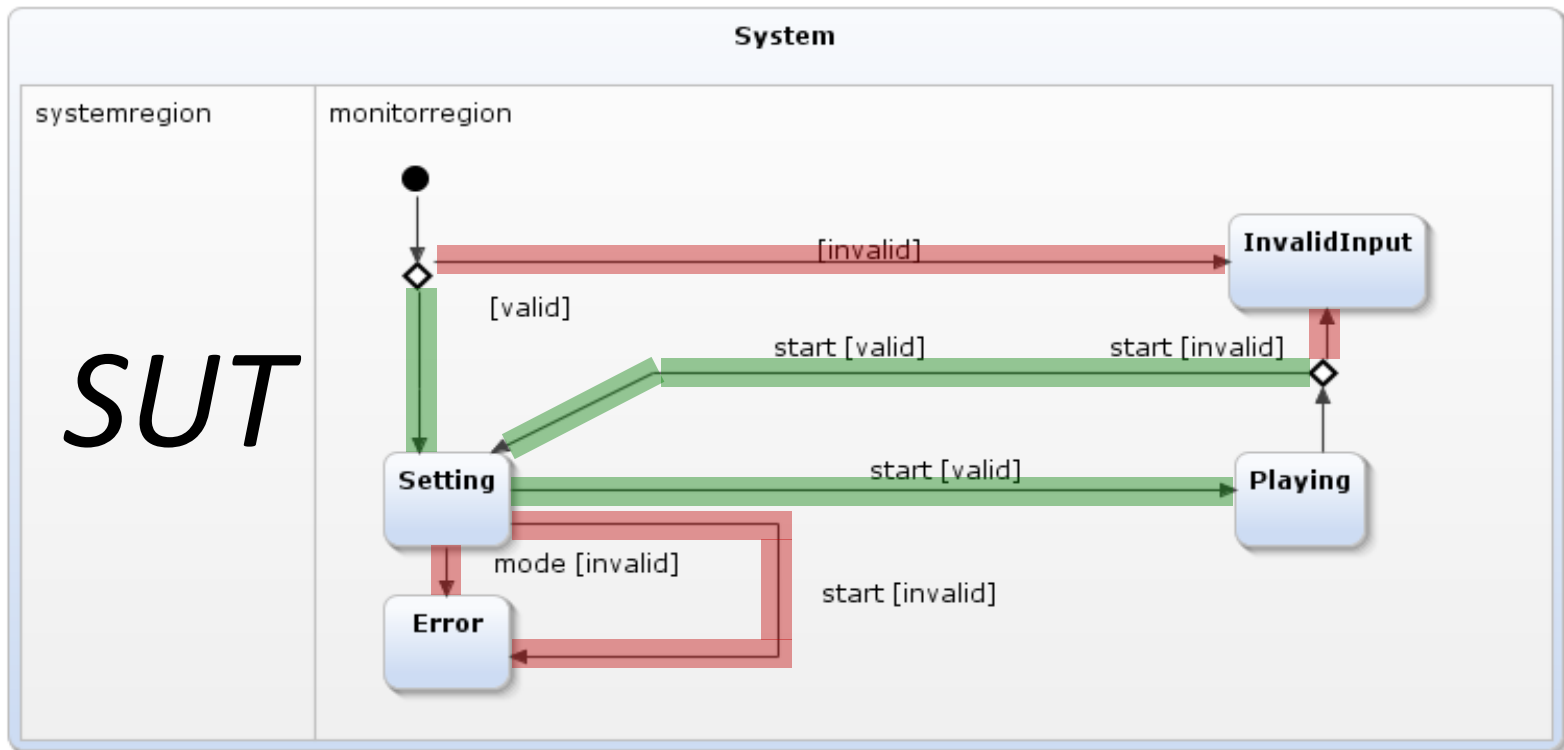 System
systemregion
monitorregion
InvalidInput
[invalid]
[valid]
start [valid]
start [invalid]
SUT
Setting
start [valid]
Playing
mode [invalid]
start [invalid]
Error